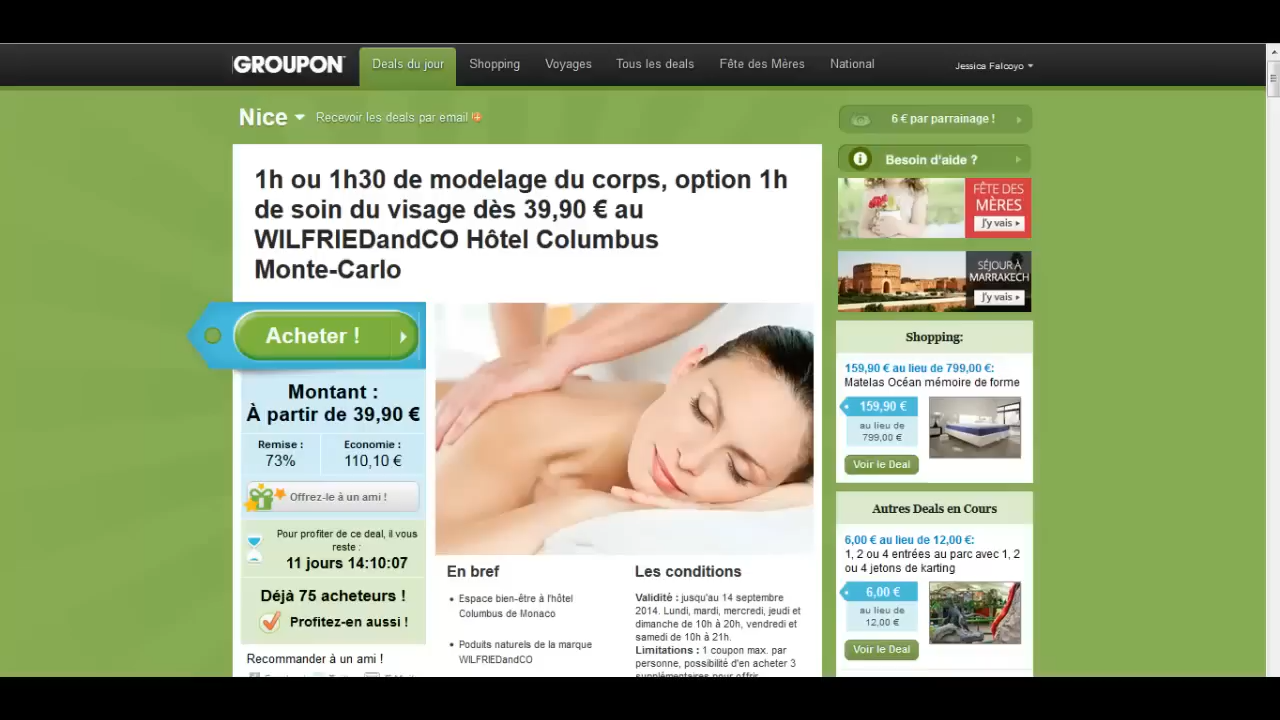 GROUPON
Deals du jour
Shopping
Voyages
Tous les deals
Fête des Mères
National
Jessica Falcoyo
Nice
Recevoir les deals par email
1h ou 1h30 de modelage du corps, option 1h
de soin du visage dès 39,90 € au
WILFRIEDandCO Hôtel Columbus
Monte-Carlo
Acheter !
Montant :
À partir de 39,90 €
Remise :
73%
Economie :
110,10 €
Offrez-le à un ami !
Pour profiter de ce deal, il vous
reste :
11 jours 14:10:07
Déjà 75 acheteurs !
Profitez-en aussi !
Recommander à un ami !
En bref
Espace bien-être à l'hôtel
Columbus de Monaco
Poduits naturels de la marque
WILFRIEDandCO
Les conditions
Validité : jusqu'au 14 septembre
2014. Lundi, mardi, mercredi, jeudi et
dimanche de 10h à 20h, vendredi et
samedi de 10h à 21h.
Limitations : 1 coupon max. par
personne, possibilité d'en acheter 3
supplémentaires pour offrir
6 € par parrainage !
Besoin d'aide ?
FÊTE DES
MÈRES
J'y vais
SÉJOUR À
MARRAKECH
J'y vais
Shopping:
159,90 € au lieu de 799,00 €:
Matelas Océan mémoire de forme
159,90 €
au lieu de
799,00 €
Voir le Deal
Autres Deals en Cours
6,00 € au lieu de 12,00 €:
1, 2 ou 4 entrées au parc avec 1, 2
ou 4 jetons de karting
6,00 €
au lieu de
12,00 €
Voir le Deal